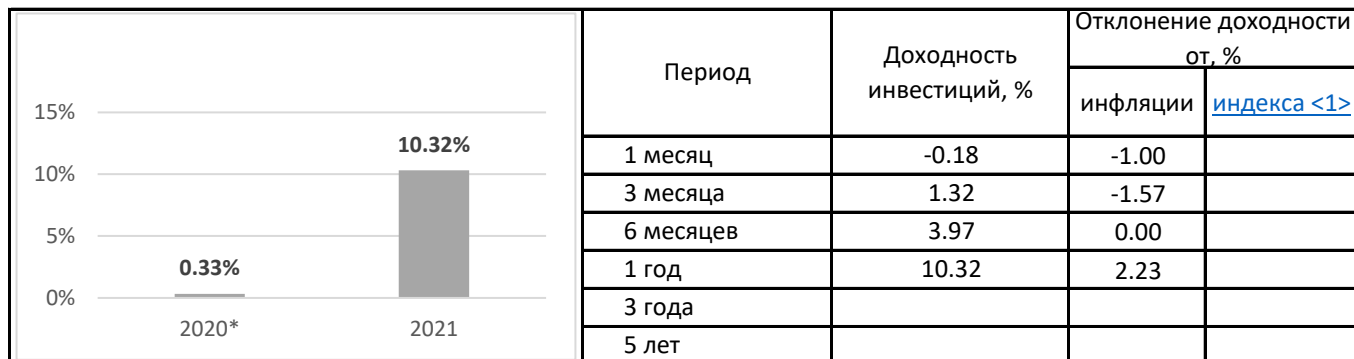 15%
10%
5%
0%
0.33%
10.32%
2020*
2021
Период
Доходность
инвестиций, %
Отклонение доходности
от, %
инфляции
индекса <1>
1 месяц -0.18 -1.00
3 месяца 1.32 -1.57
6 месяцев 3.97 0.00
1 год 10.32 2.23
3 года
5 лет